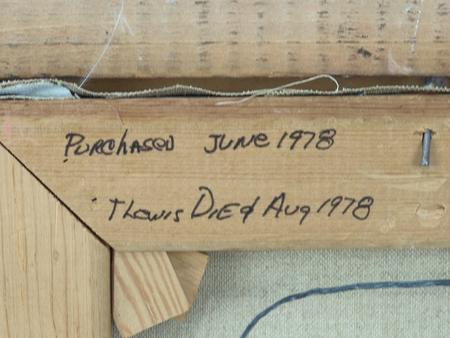 PURCHASED JUNE 1978
T LEWIS DIED AUG 1978